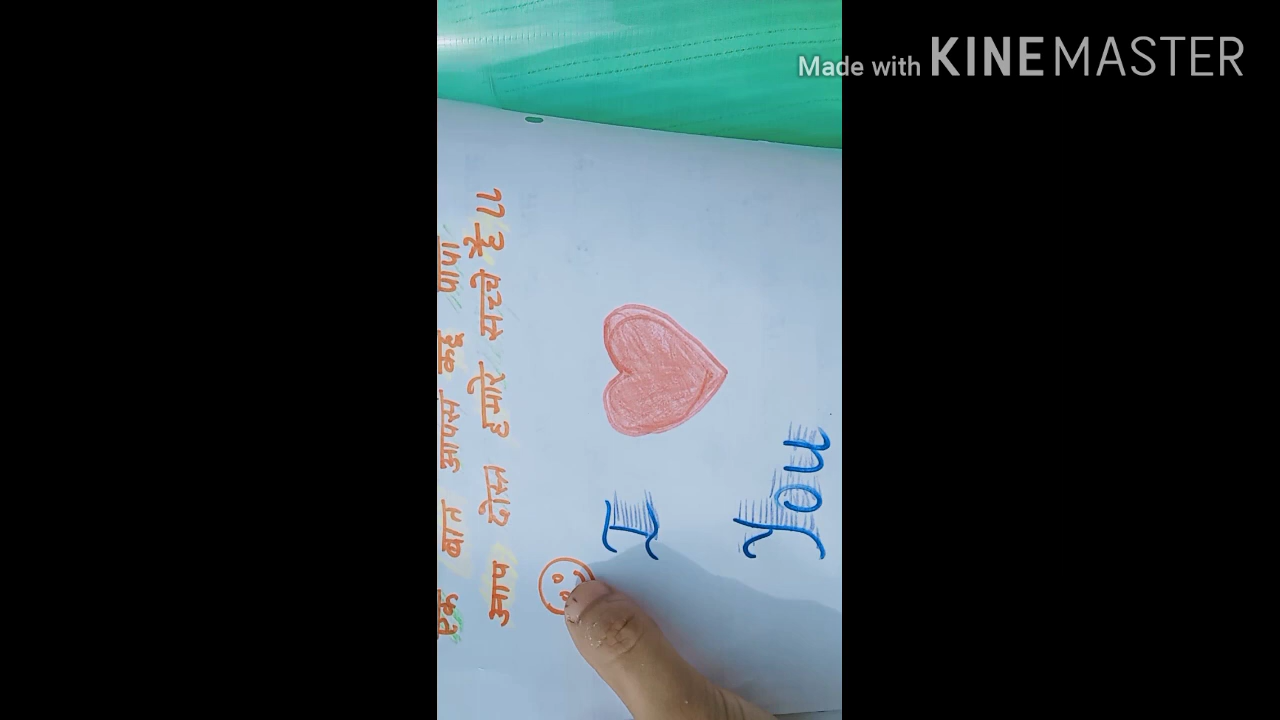 Made with KINEMASTER
एक बात आपसे कहू पापा
आप दोस्त हमारे सच्चे है ।।
I
You